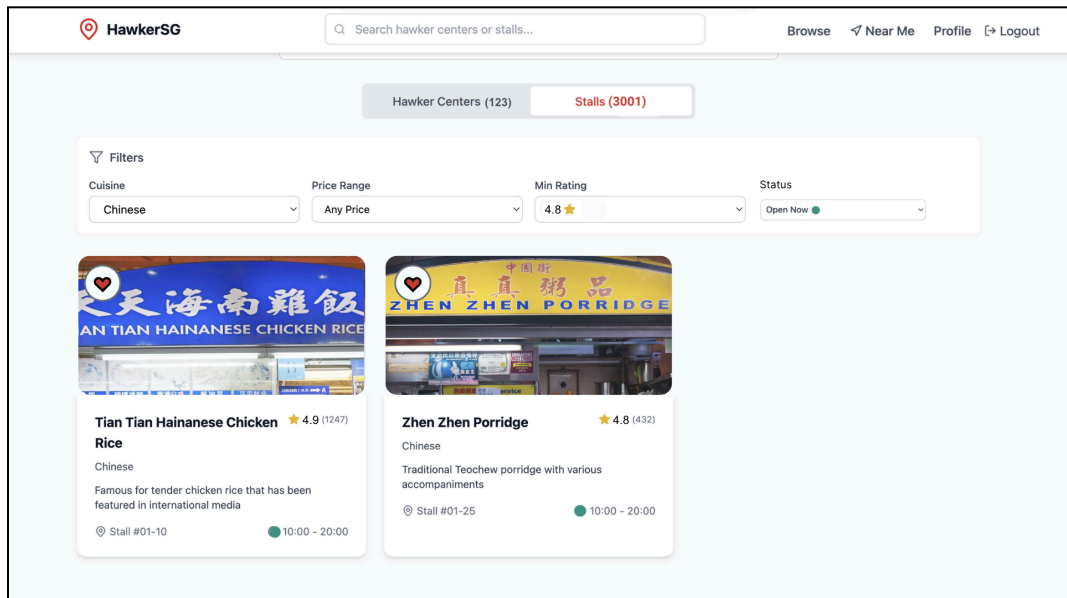 HawkerSG
Search hawker centers or stalls...
Browse
Near Me
Profile
Logout
Hawker Centers (123)
Stalls (3001)
Filters
Cuisine
Price Range
Min Rating
Status
Chinese
Any Price
4.8
Open Now
天海南雞飯
AN TIAN HAINANESE CHICKEN RICE
中國街
真真粥品
ZHEN ZHEN PORRIDGE
Tian Tian Hainanese Chicken
Rice
4.9 (1247)
Chinese
Famous for tender chicken rice that has been
featured in international media
Stall #01-10
10:00 - 20:00
Zhen Zhen Porridge
4.8 (432)
Chinese
Traditional Teochew porridge with various
accompaniments
Stall #01-25
10:00 - 20:00